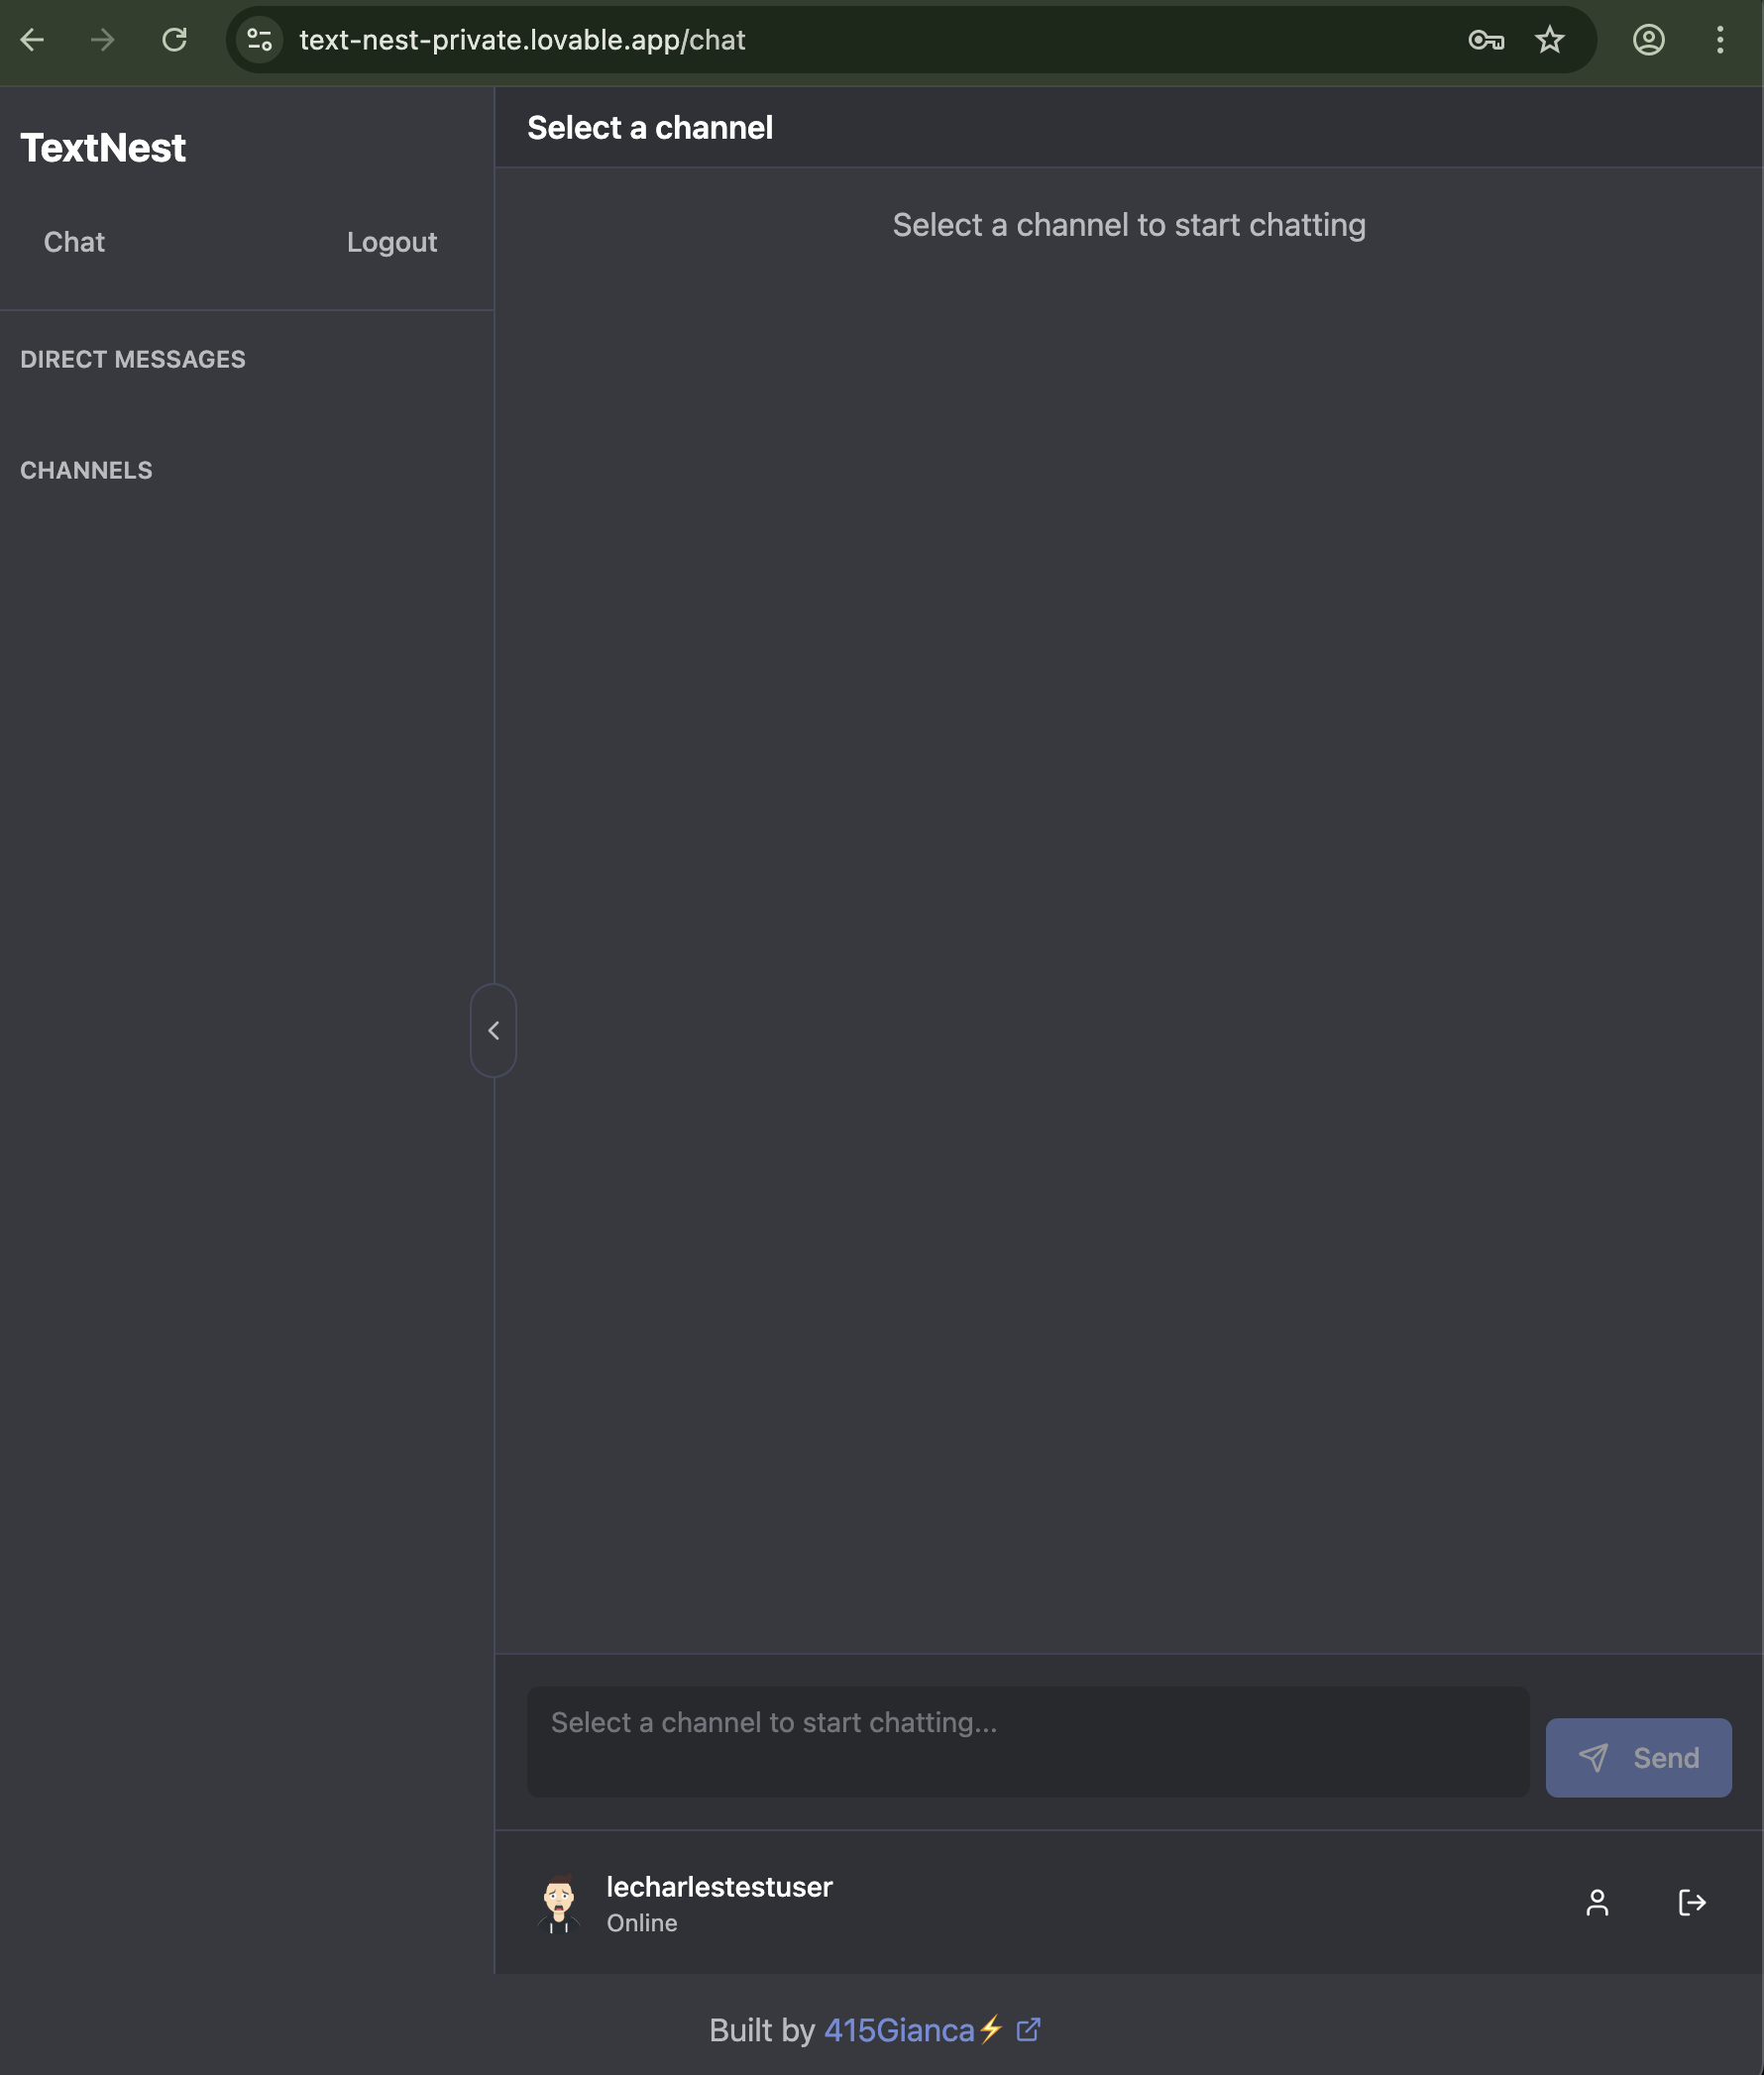 text-nest-private.lovable.app/chat
TextNest
Chat
Logout
DIRECT MESSAGES
CHANNELS
Select a channel
Select a channel to start chatting
Select a channel to start chatting...
Send
lecharlestestuser
Online
Built by 415Gianca⚡